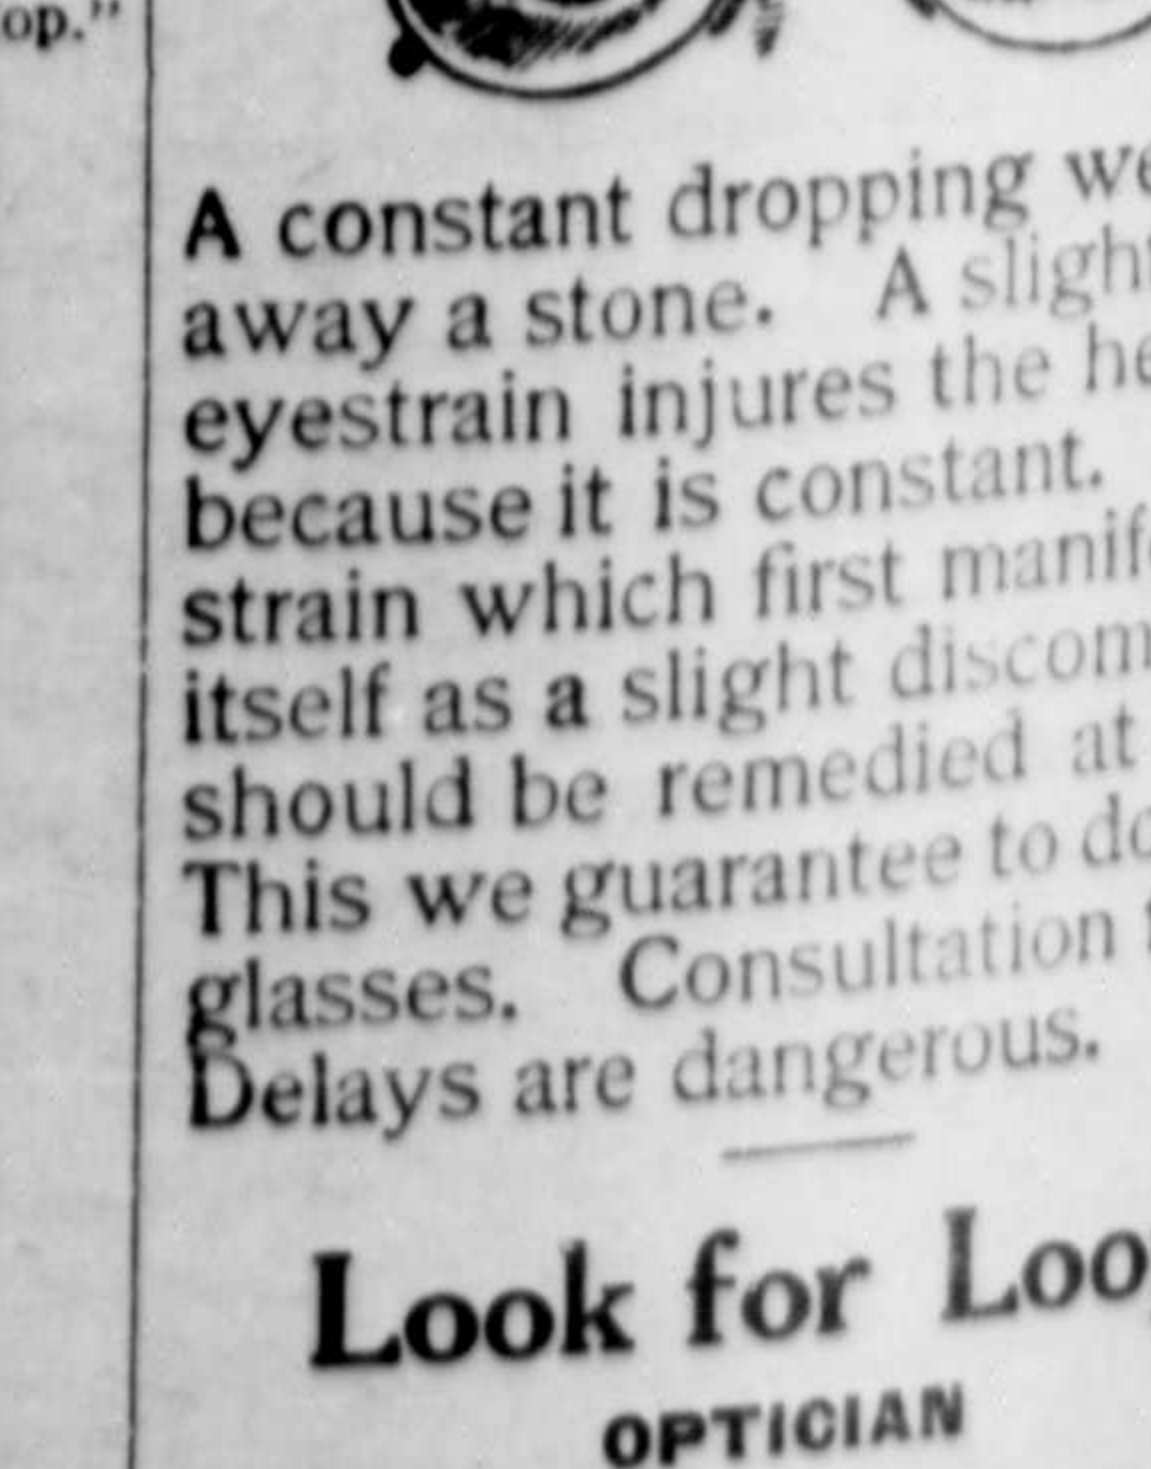 op."
A constant dropping
away a stone. A
eyestrain injures the
because it is constant.
strain which first
itself as a slight
should be remedied at
This we guarantee to
glasses. Consultation
Delays are dangerous.
Look for
OPTICIAN